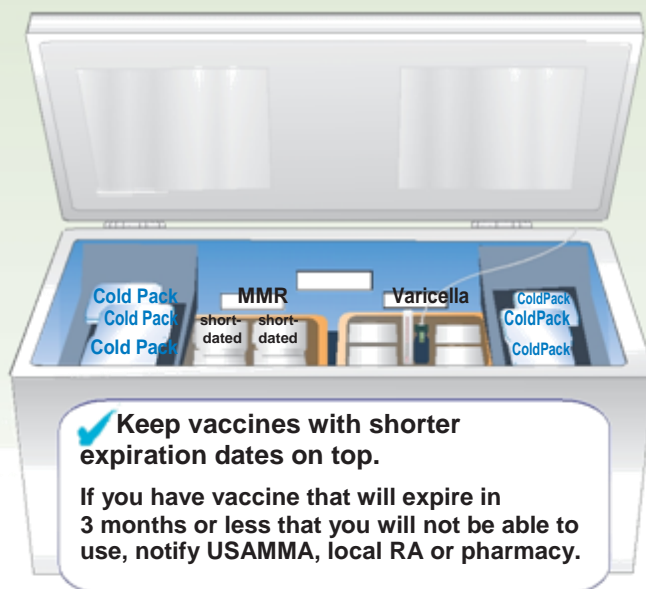 Cold Pack
Cold Pack
Cold Pack
MMR
short-
dated
short-
dated
Varicella
ColdPack
ColdPack
ColdPack
Keep vaccines with shorter
expiration dates on top.
If you have vaccine that will expire in
3 months or less that you will not be able to
use, notify USAMMA, local RA or pharmacy.